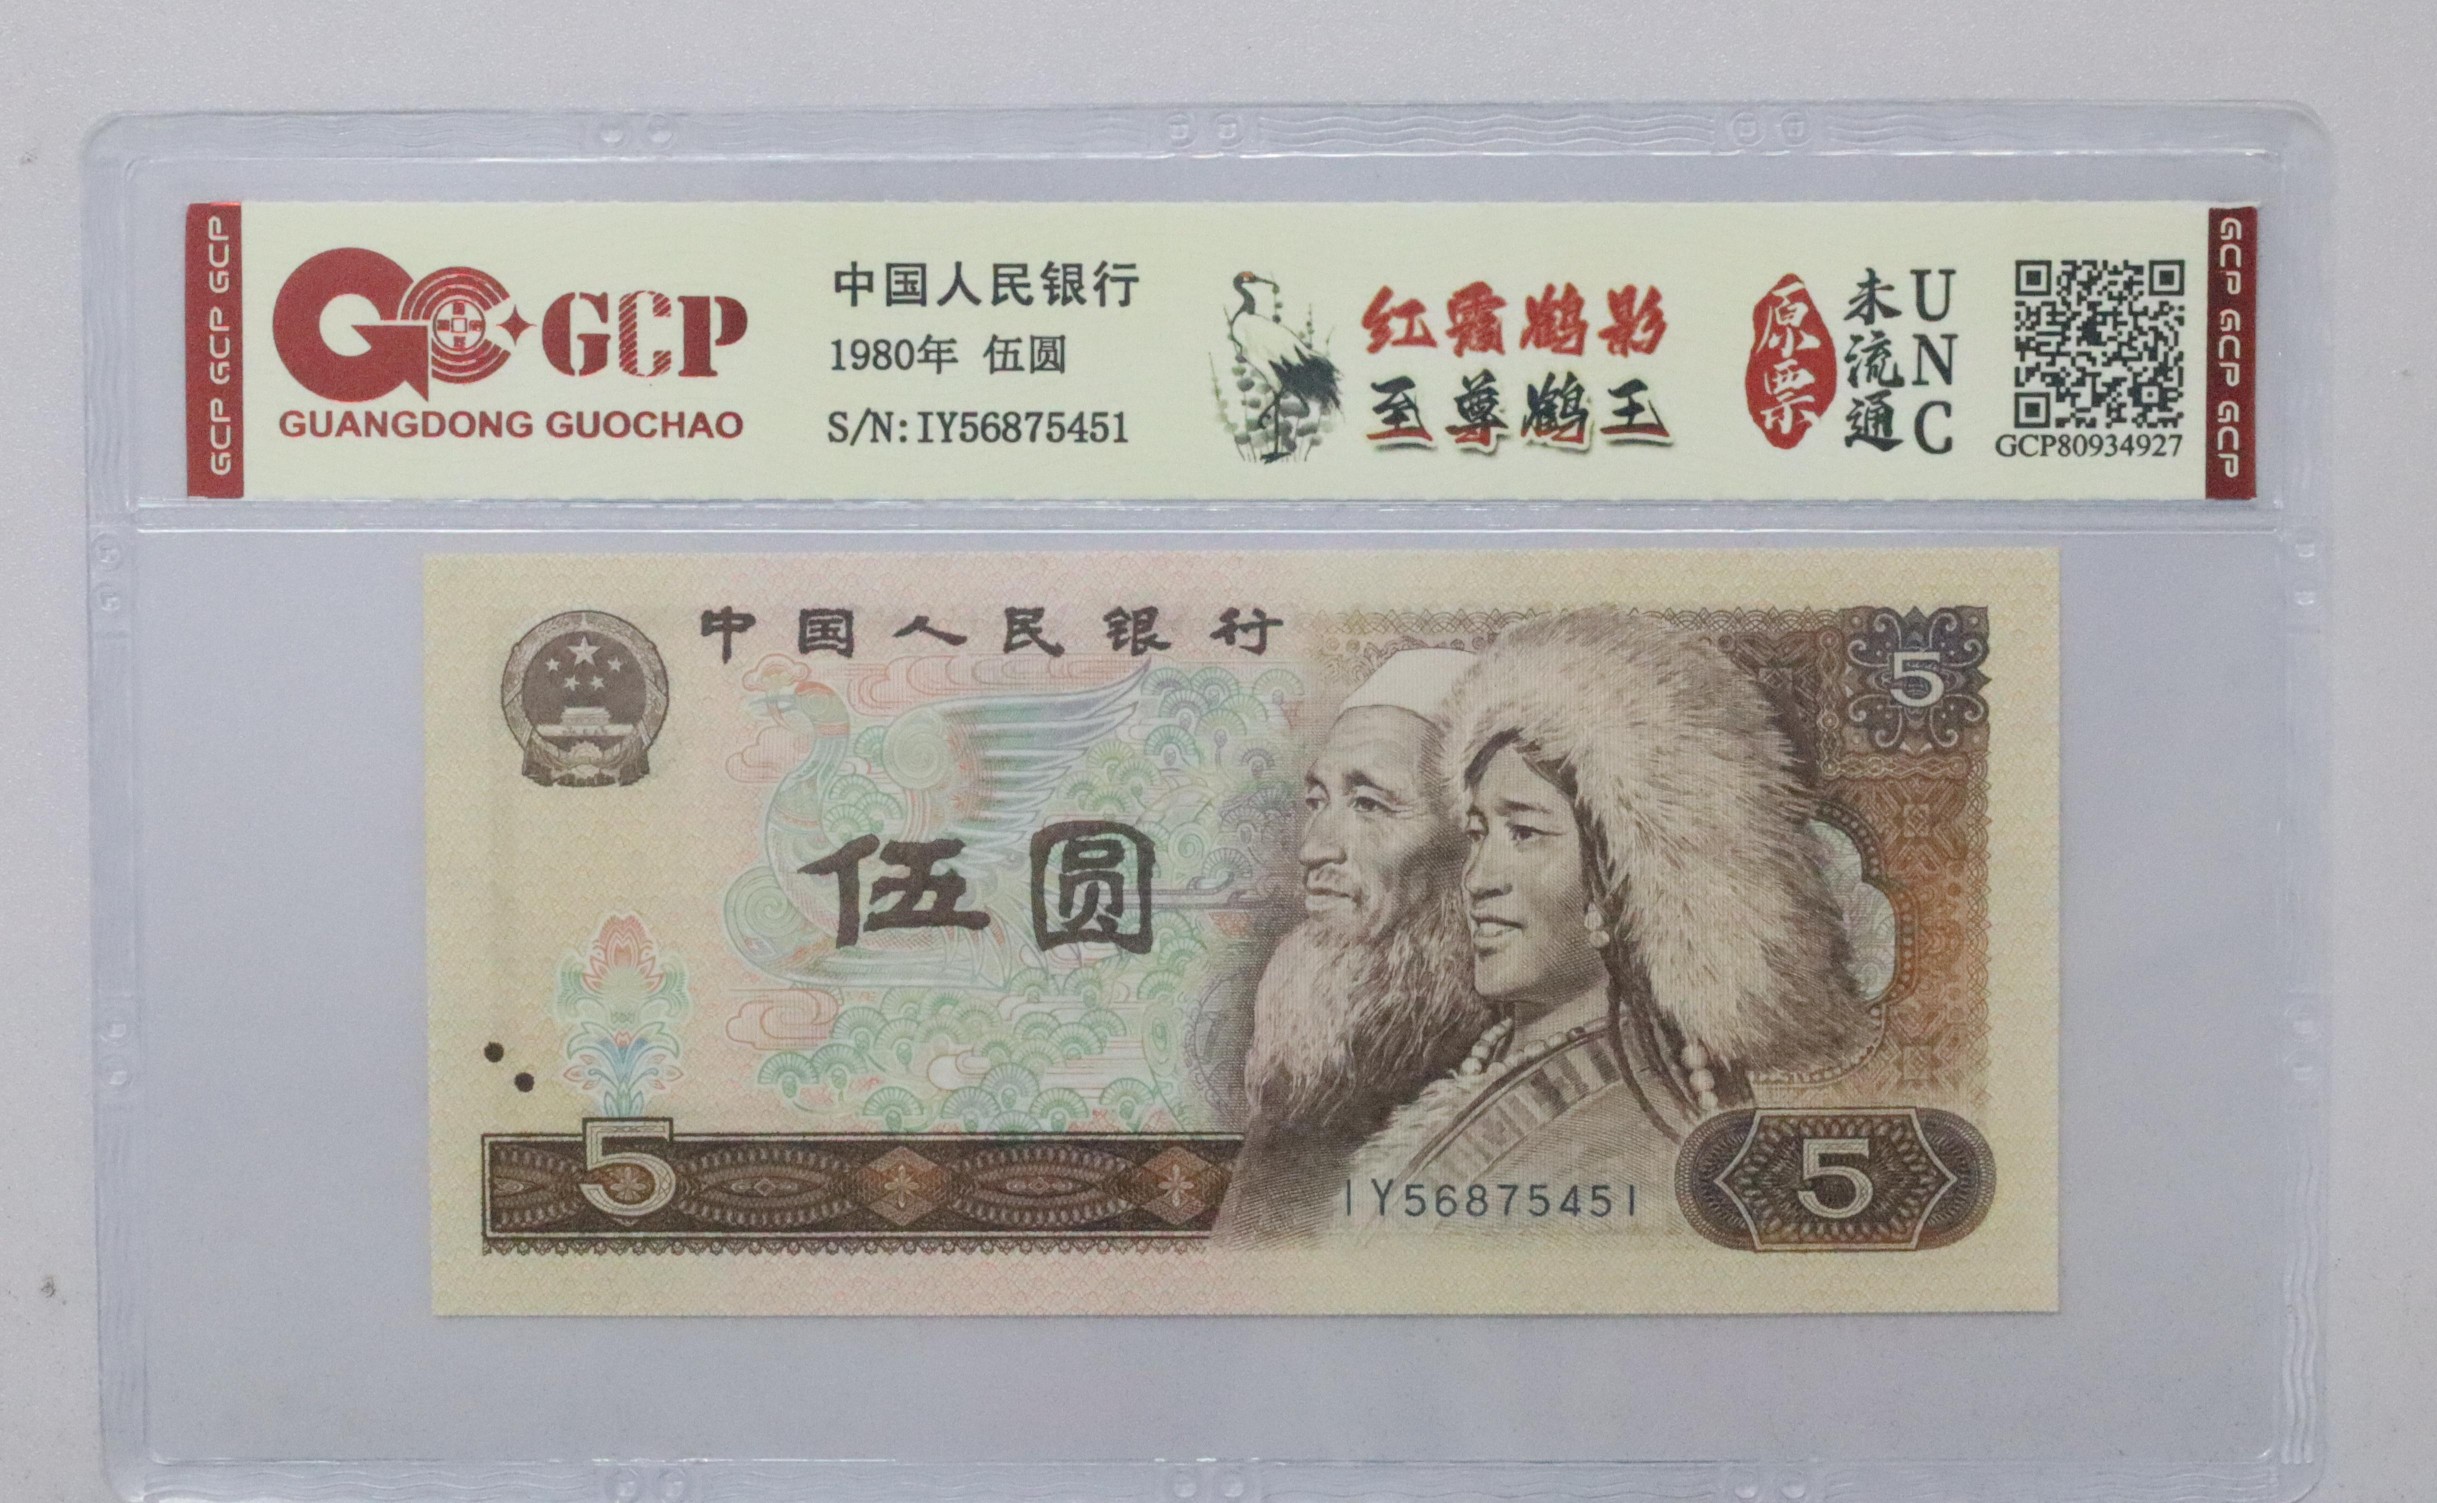 GCP GCP GCP
GCP
GUANGDONG GUOCHAO
中国人民银行
1980年 伍圆
S/N:IY56875451
红霞鹤影
至尊鹤王
原票
未流通
UNC
GCP80934927
GCP GCP GCP
中国人民银行
5
伍圆
5
IY56875451
5